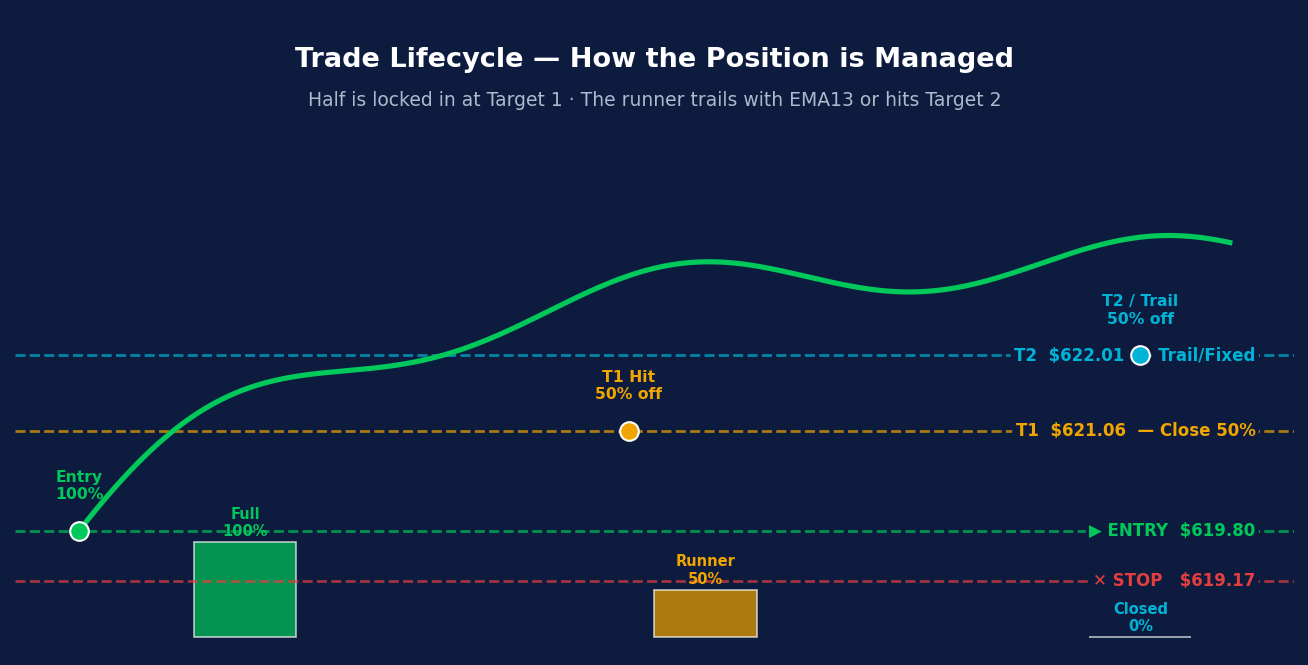 Trade Lifecycle — How the Position is Managed
Half is locked in at Target 1 · The runner trails with EMA13 or hits Target 2
T2 / Trail
50% off
T2  $622.01  Trail/Fixed
T1 Hit
50% off
T1  $621.06  — Close 50%
Entry
100%
Full
100%
▶ ENTRY  $619.80
Runner
50%
✕ STOP  $619.17
Closed
0%